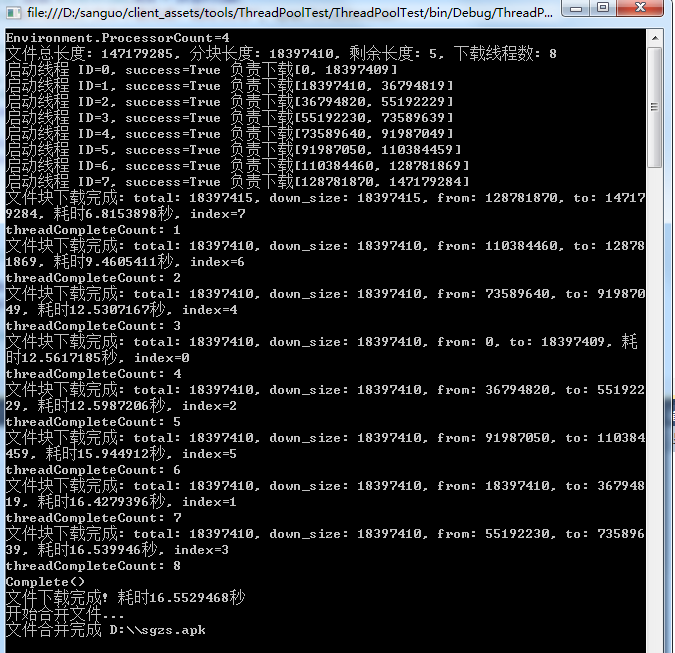 file:///D:/sanguo/client_assets/tools/ThreadPoolTest/ThreadPoolTest/bin/Debug/ThreadP...
Environment.ProcessorCount=4
文件总长度: 147179285, 分块长度: 18397410, 剩余长度: 5, 下载线程数: 8
启动线程 ID=0, success=True 负责下载[0, 18397409]
启动线程 ID=1, success=True 负责下载[18397410, 36794819]
启动线程 ID=2, success=True 负责下载[36794820, 55192229]
启动线程 ID=3, success=True 负责下载[55192230, 73589639]
启动线程 ID=4, success=True 负责下载[73589640, 91987049]
启动线程 ID=5, success=True 负责下载[91987050, 110384459]
启动线程 ID=6, success=True 负责下载[110384460, 128781869]
启动线程 ID=7, success=True 负责下载[128781870, 147179284]
文件块下载完成: total: 18397415, down_size: 18397415, from: 128781870, to: 14717
9284, 耗时6.8153898秒, index=7
threadCompleteCount: 1
文件块下载完成: total: 18397410, down_size: 18397410, from: 110384460, to: 12878
1869, 耗时9.4605411秒, index=6
threadCompleteCount: 2
文件块下载完成: total: 18397410, down_size: 18397410, from: 73589640, to: 919870
49, 耗时12.5307167秒, index=4
threadCompleteCount: 3
文件块下载完成: total: 18397410, down_size: 18397410, from: 0, to: 18397409, 耗
时12.5617185秒, index=0
threadCompleteCount: 4
文件块下载完成: total: 18397410, down_size: 18397410, from: 36794820, to: 551922
29, 耗时12.5987206秒, index=2
threadCompleteCount: 5
文件块下载完成: total: 18397410, down_size: 18397410, from: 91987050, to: 110384
459, 耗时15.944912秒, index=5
threadCompleteCount: 6
文件块下载完成: total: 18397410, down_size: 18397410, from: 18397410, to: 367948
19, 耗时16.4279396秒, index=1
threadCompleteCount: 7
文件块下载完成: total: 18397410, down_size: 18397410, from: 55192230, to: 735896
39, 耗时16.539946秒, index=3
threadCompleteCount: 8
Complete()
文件下载完成! 耗时16.5529468秒
开始合并文件...
文件合并完成 D:\\sgzs.apk